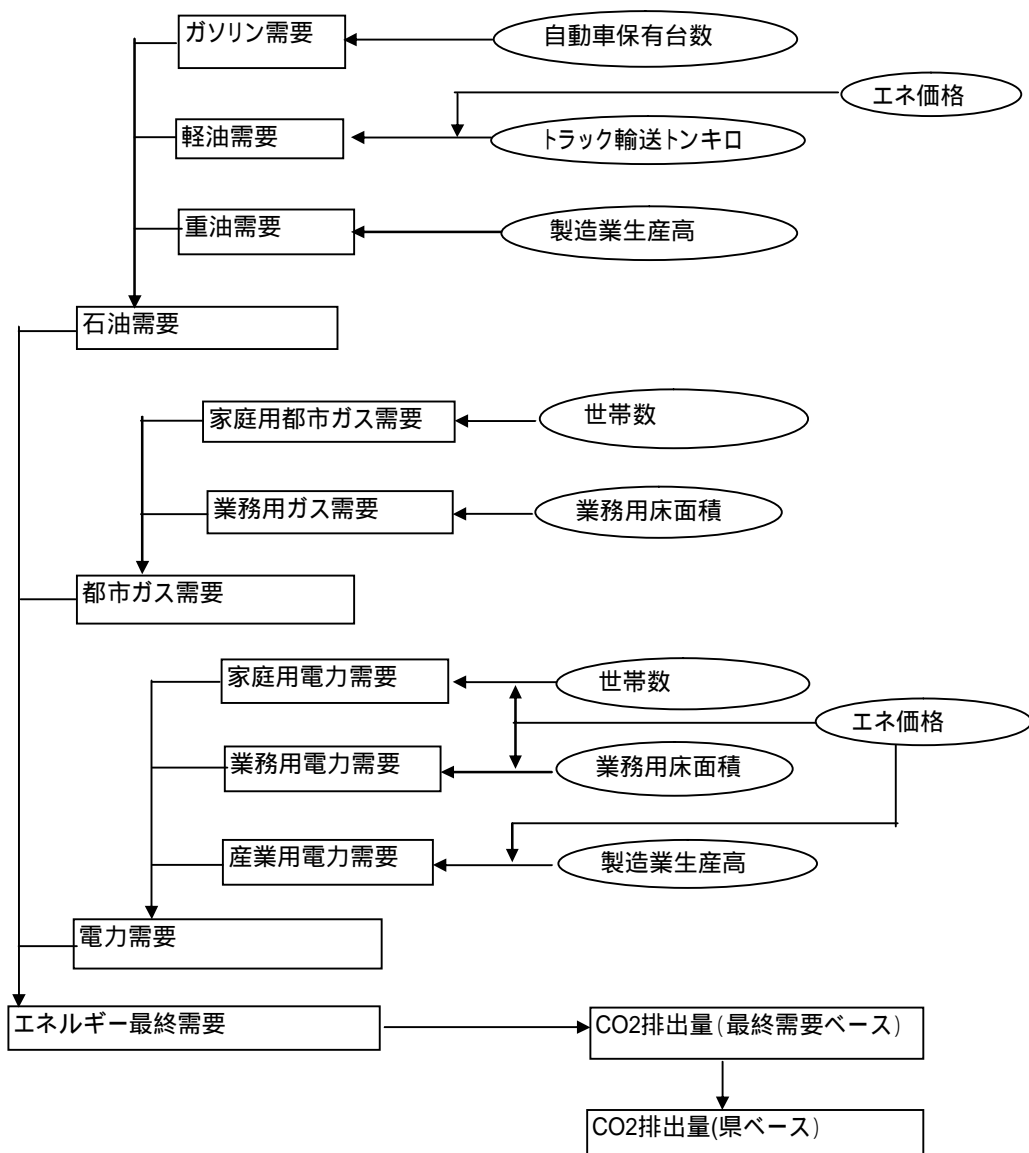 ガソリン需要
自動車保有台数
エネ価格
軽油需要
トラック輸送トンキロ
重油需要
製造業生産高
石油需要
家庭用都市ガス需要
世帯数
業務用ガス需要
業務用床面積
都市ガス需要
家庭用電力需要
世帯数
エネ価格
業務用電力需要
業務用床面積
産業用電力需要
製造業生産高
電力需要
エネルギー最終需要
CO2排出量(最終需要ベース)
CO2排出量(県ベース)